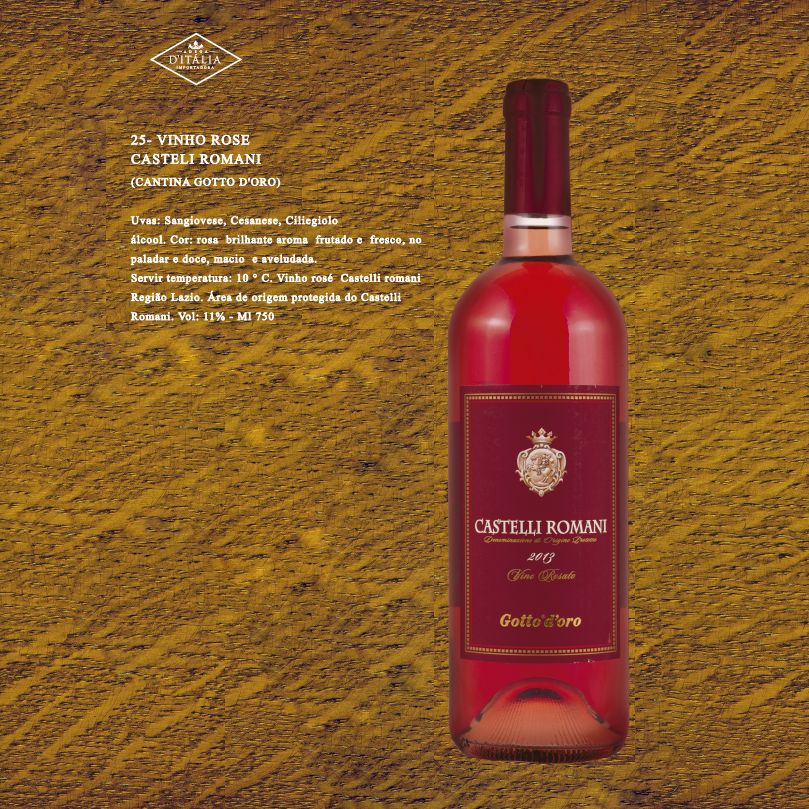 ADEGA
D'ITÁLIA
IMPORTADORA
25- VINHO ROSE
CASTELI ROMANI
(CANTINA GOTTO D'ORO)
Uvas: Sangiovese, Cesanese, Ciliegiolo
álcool. Cor: rosa brilhante aroma frutado e fresco, no
paladar e doce, macio e aveludada.
Servir temperatura: 10 º C. Vinho rosé Castelli romani
Região Lazio. Área de origem protegida do Castelli
Romani. Vol: 11% - Ml 750
CASTELLI ROMANI
Denominazione di Origine Protetta
2013
Vino Rosato
Gotto d'oro